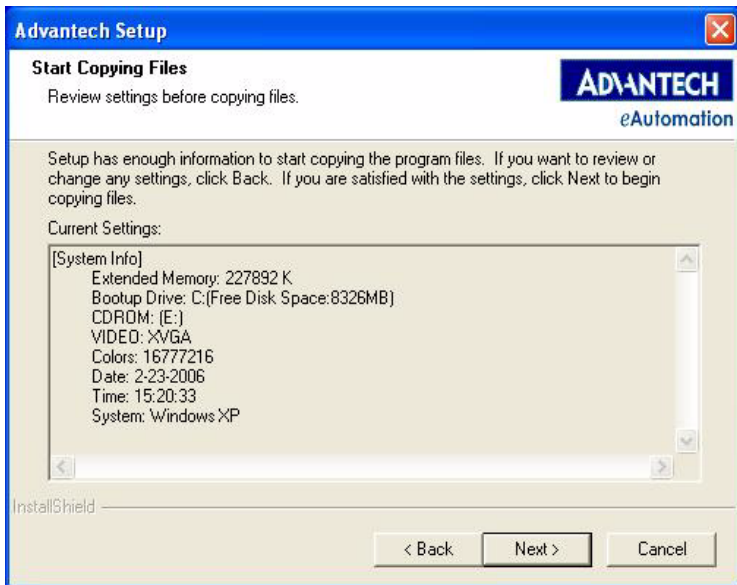 Advantech Setup
Start Copying Files
Review settings before copying files.
ADVANTECH
eAutomation
Setup has enough information to start copying the program files. If you want to review or
change any settings, click Back. If you are satisfied with the settings, click Next to begin
copying files.
Current Settings:
[System Info]
Extended Memory: 227892 K
Bootup Drive: C:(Free Disk Space:8326MB)
CDROM: (E:)
VIDEO: XVGA
Colors: 16777216
Date: 2-23-2006
Time: 15:20:33
System: Windows XP
InstallShield
< Back
Next >
Cancel